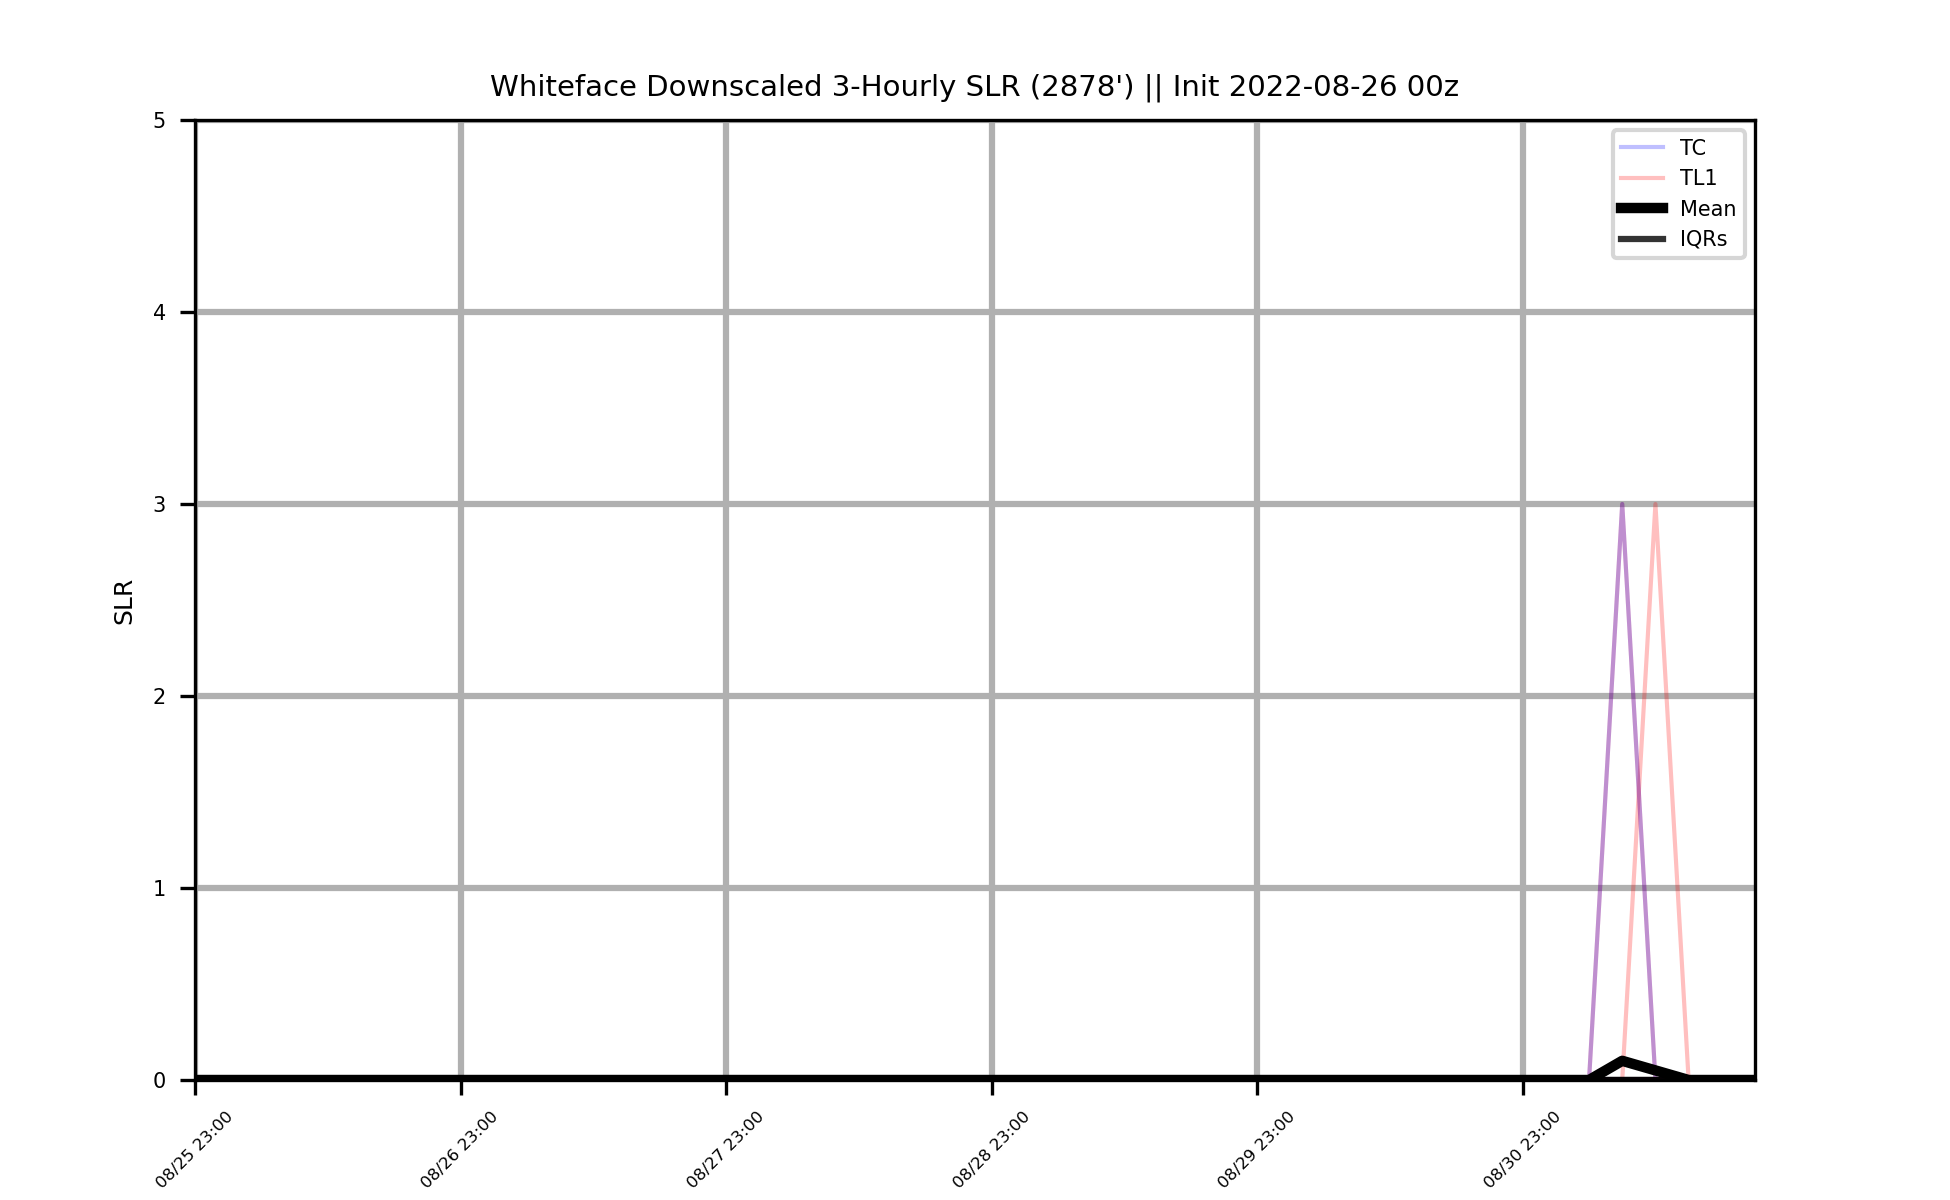 Whiteface Downscaled 3-Hourly SLR (2878') || Init 2022-08-26 00z
5
4
3
2
1
0
SLR
TC
TL1
Mean
IQRs
08/25 23:00
08/26 23:00
08/27 23:00
08/28 23:00
08/29 23:00
08/30 23:00